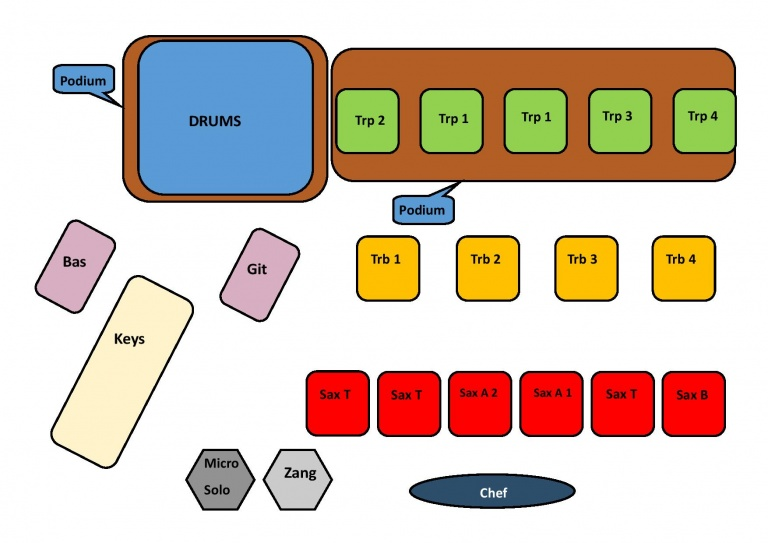 Podium
DRUMS
Trp 2
Trp 1
Trp 1
Trp 3
Trp 4
Podium
Bas
Git
Trb 1
Trb 2
Trb 3
Trb 4
Keys
Sax T
Sax T
Sax A 2
Sax A 1
Sax T
Sax B
Micro
Solo
Zang
Chef